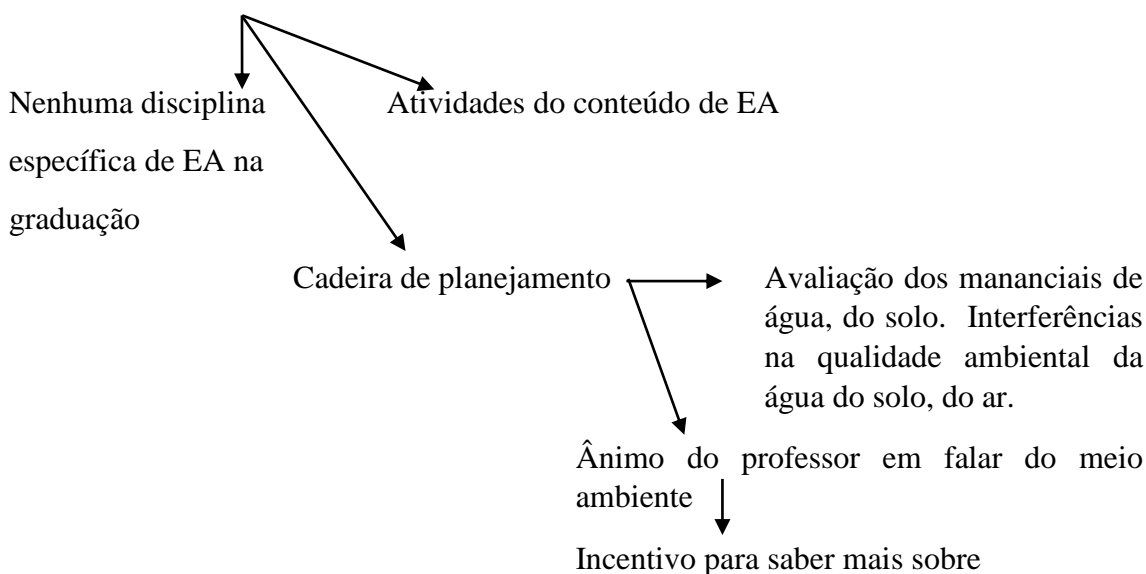 Nenhuma disciplina
específica de EA na
graduação
Atividades do conteúdo de EA
Cadeira de planejamento
Avaliação dos mananciais de
água, do solo. Interferências
na qualidade ambiental da
água do solo, do ar.
Ânimo do professor em falar do meio
ambiente
Incentivo para saber mais sobre